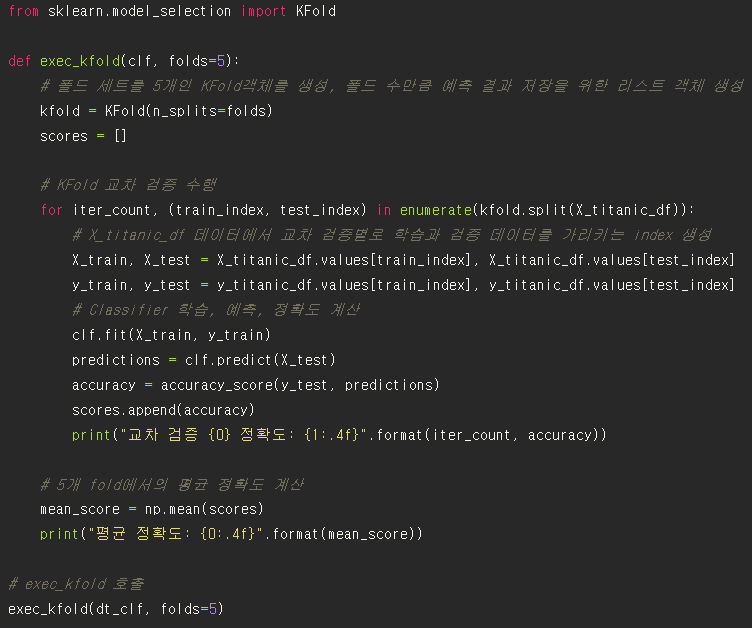 from sklearn.model_selection import KFold

def exec_kfold(clf, folds=5):
    # 폴드 세트를 5개인 KFold객체를 생성, 폴드 수만큼 예측 결과 저장을 위한 리스트 객체 생성
    kfold = KFold(n_splits=folds)
    scores = []

    # KFold 교차 검증 수행
    for iter_count, (train_index, test_index) in enumerate(kfold.split(X_titanic_df)):
        # X_titanic_df 데이터에서 교차 검증별로 학습과 검증 데이터를 가리키는 index 생성
        X_train, X_test = X_titanic_df.values[train_index], X_titanic_df.values[test_index]
        y_train, y_test = y_titanic_df.values[train_index], y_titanic_df.values[test_index]
        # Classifier 학습, 예측, 정확도 계산
        clf.fit(X_train, y_train)
        predictions = clf.predict(X_test)
        accuracy = accuracy_score(y_test, predictions)
        scores.append(accuracy)
        print("교차 검증 {0} 정확도: {1:.4f}".format(iter_count, accuracy))

    # 5개 fold에서의 평균 정확도 계산
    mean_score = np.mean(scores)
    print("평균 정확도: {0:.4f}".format(mean_score))

# exec_kfold 호출
exec_kfold(dt_clf, folds=5)